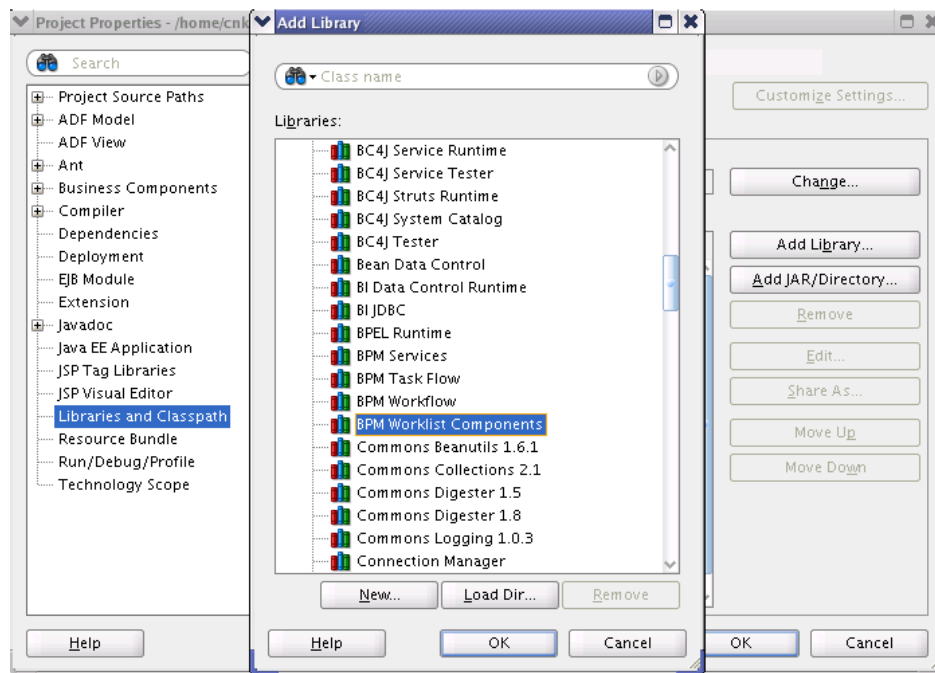 Project Properties - /home/cnk
Search
Project Source Paths
ADF Model
ADF View
Ant
Business Components
Compiler
Dependencies
Deployment
EJB Module
Extension
Javadoc
Java EE Application
JSP Tag Libraries
JSP Visual Editor
Libraries and Classpath
Resource Bundle
Run/Debug/Profile
Technology Scope
Help
Add Library
Class name
Libraries:
BC4J Service Runtime
BC4J Service Tester
BC4J Struts Runtime
BC4J System Catalog
BC4J Tester
Bean Data Control
BI Data Control Runtime
BI JDBC
BPEL Runtime
BPM Services
BPM Task Flow
BPM Workflow
BPM Worklist Components
Commons Beanutils 1.6.1
Commons Collections 2.1
Commons Digester 1.5
Commons Digester 1.8
Commons Logging 1.0.3
Connection Manager
New... Load Dir... Remove
Help OK Cancel
Customize Settings...
Change...
Add Library...
Add JAR/Directory...
Remove
Edit...
Share As...
Move Up
Move Down
OK Cancel